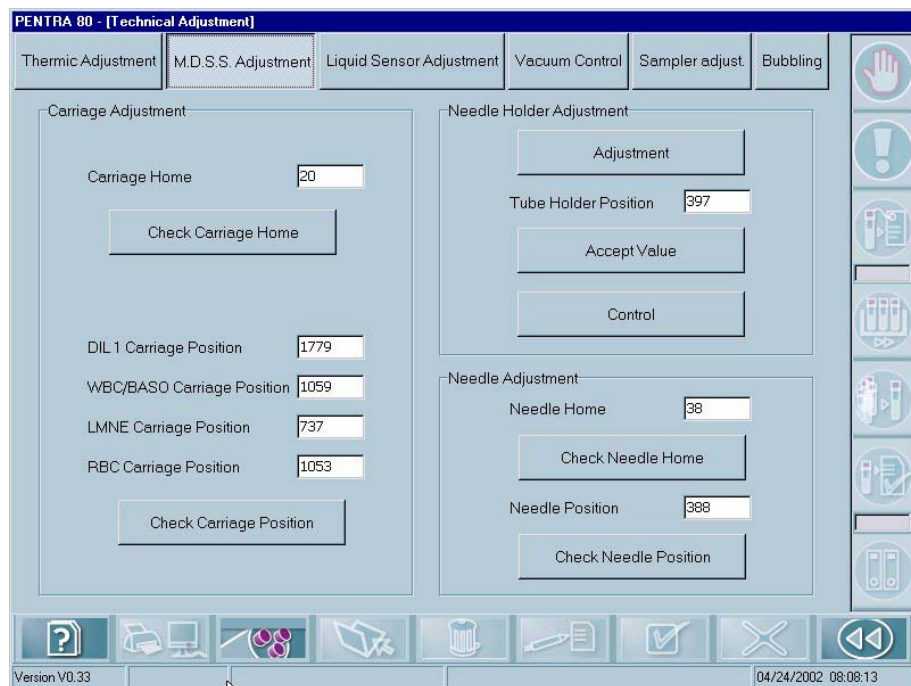 PENTRA 80 - [Technical Adjustment]
Thermic Adjustment M.D.S.S. Adjustment Liquid Sensor Adjustment Vacuum Control Sampler adjust. Bubbling
Carriage Adjustment
Carriage Home 20
Check Carriage Home
DIL 1 Carriage Position 1779
WBC/BASO Carriage Position 1059
LMNE Carriage Position 737
RBC Carriage Position 1053
Check Carriage Position
Needle Holder Adjustment
Adjustment
Tube Holder Position 397
Accept Value
Control
Needle Adjustment
Needle Home 38
Check Needle Home
Needle Position 388
Check Needle Position
?
Version V0.33 04/24/2002 08:08:13